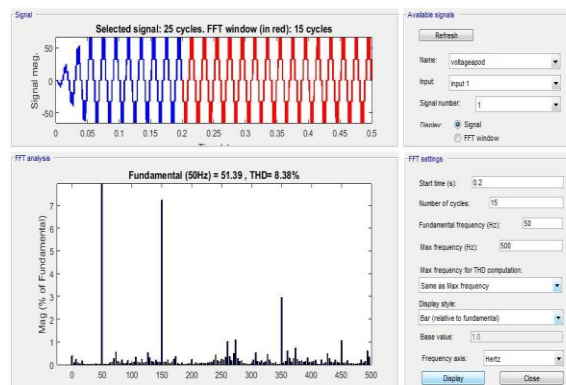 Signal
Selected signal: 25 cycles. FFT window (in red): 15 cycles
50
0
-50
Signal mag.
0 0.05 0.1 0.15 0.2 0.25 0.3 0.35 0.4 0.45 0.5
FFT analysis
Fundamental (50Hz) = 51.39 , THD= 8.38%
7
6
5
4
3
2
1
0
Mag (% of Fundamental)
0 50 100 150 200 250 300 350 400 450 500
Available signals
Refresh
Name: voltageapod
Input: input 1
Signal number: 1
Display: Signal
FFT window
FFT settings
Start time (s): 0.2
Number of cycles: 15
Fundamental frequency (Hz): 50
Max frequency (Hz): 500
Max frequency for THD computation:
Same as Max frequency
Display style:
Bar (relative to fundamental)
Base value: 1.0
Frequency axis: Hertz
Display Close